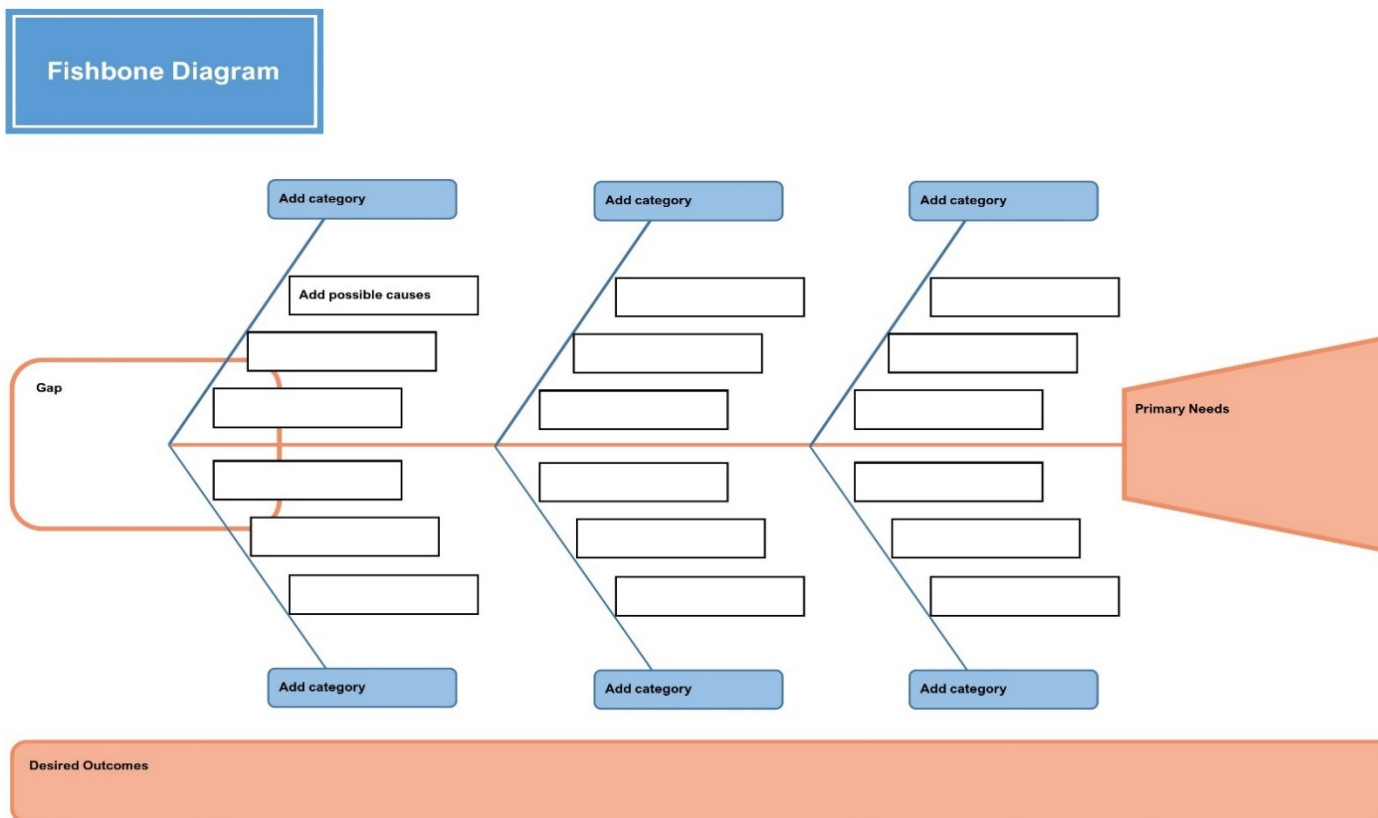 Fishbone Diagram
Add category
Add category
Add category
Add possible causes
Gap
Primary Needs
Add category
Add category
Add category
Desired Outcomes